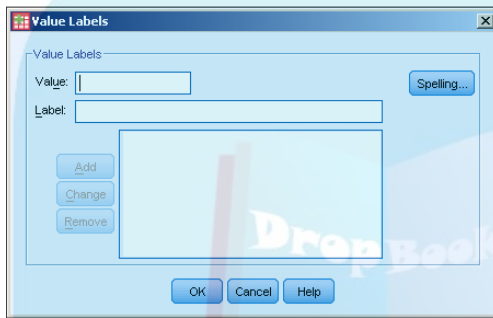 Value Labels
Value Labels
Value:
Spelling...
Label:
Add
Change
Remove
DropBook
OK Cancel Help